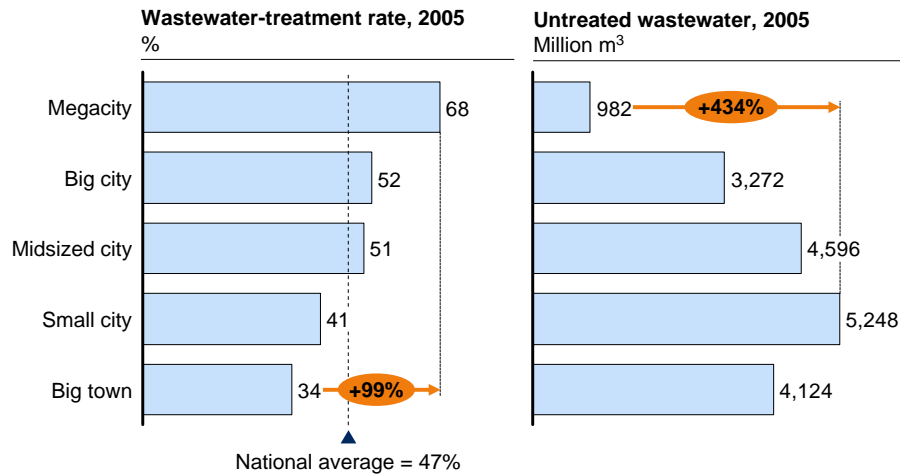 Wastewater-treatment rate, 2005
%
Untreated wastewater, 2005
Million m³
Megacity
68
982
+434%
Big city
52
3,272
Midsized city
51
4,596
Small city
41
5,248
Big town
34
+99%
4,124
National average = 47%